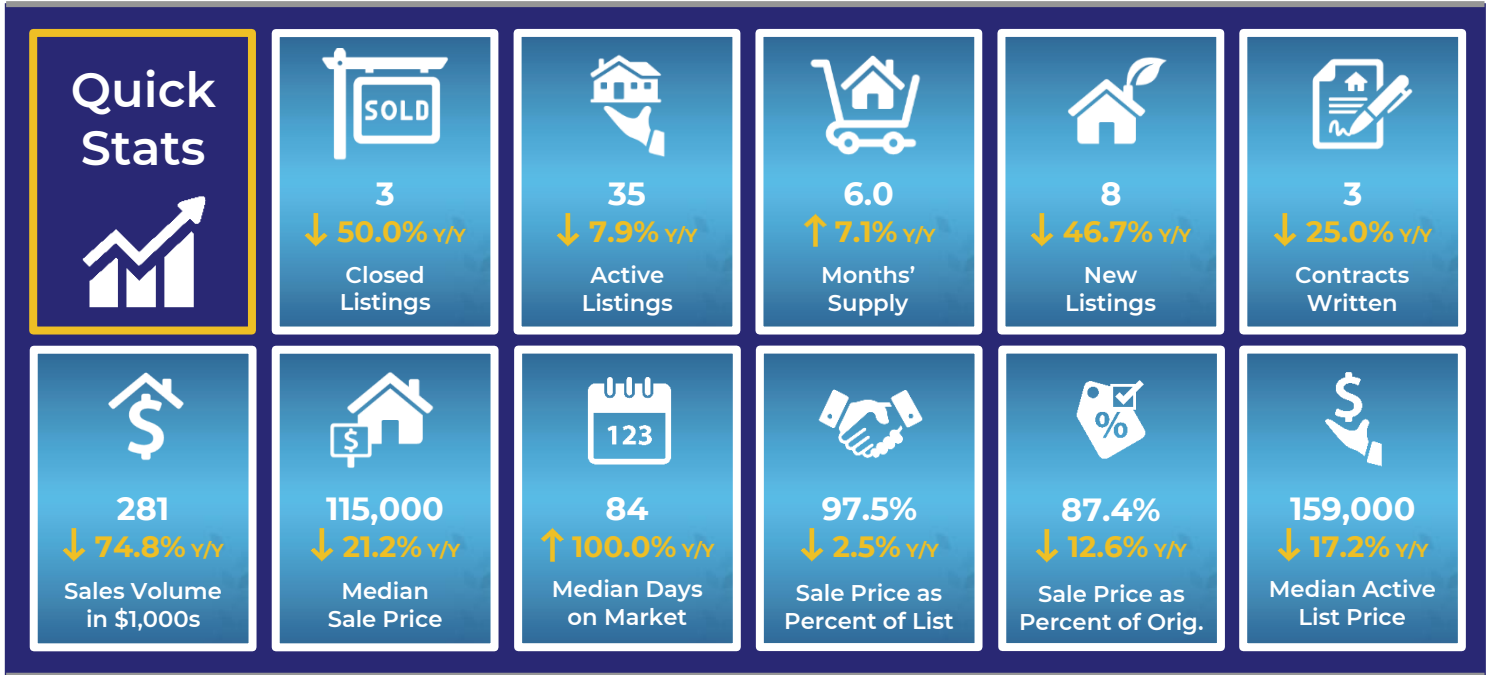 Quick
Stats
SOLD
3
↓ 50.0% Y/Y
Closed
Listings
35
↓ 7.9% Y/Y
Active
Listings
6.0
↑ 7.1% Y/Y
Months’
Supply
8
↓ 46.7% Y/Y
New
Listings
3
↓ 25.0% Y/Y
Contracts
Written
$
281
↓ 74.8% Y/Y
Sales Volume
in $1,000s
$
115,000
↓ 21.2% Y/Y
Median
Sale Price
123
84
↑ 100.0% Y/Y
Median Days
on Market
97.5%
↓ 2.5% Y/Y
Sale Price as
Percent of List
%
87.4%
↓ 12.6% Y/Y
Sale Price as
Percent of Orig.
$
159,000
↓ 17.2% Y/Y
Median Active
List Price